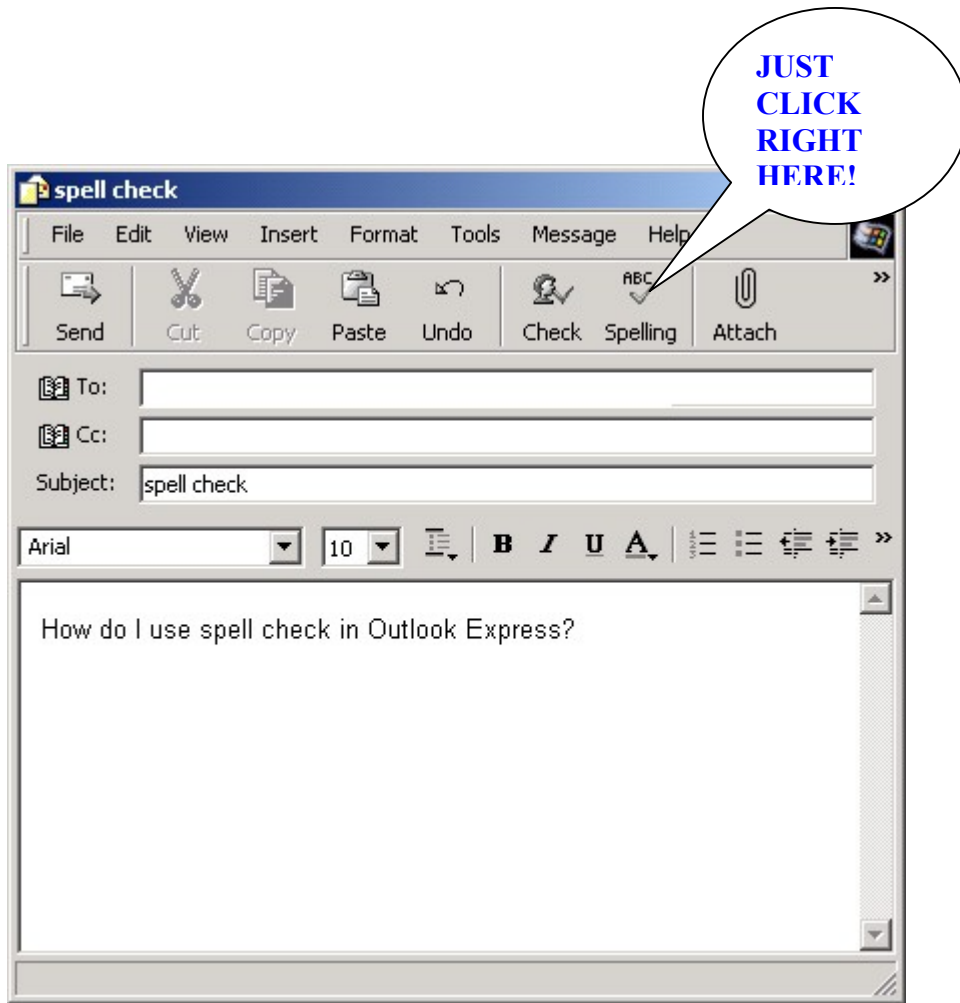 JUST
CLICK
RIGHT
HERE!
spell check
File Edit View Insert Format Tools Message Help
ABC
Send Cut Copy Paste Undo Check Spelling Attach »
To:
Cc:
Subject: spell check
Arial 10 B I U A »
How do I use spell check in Outlook Express?